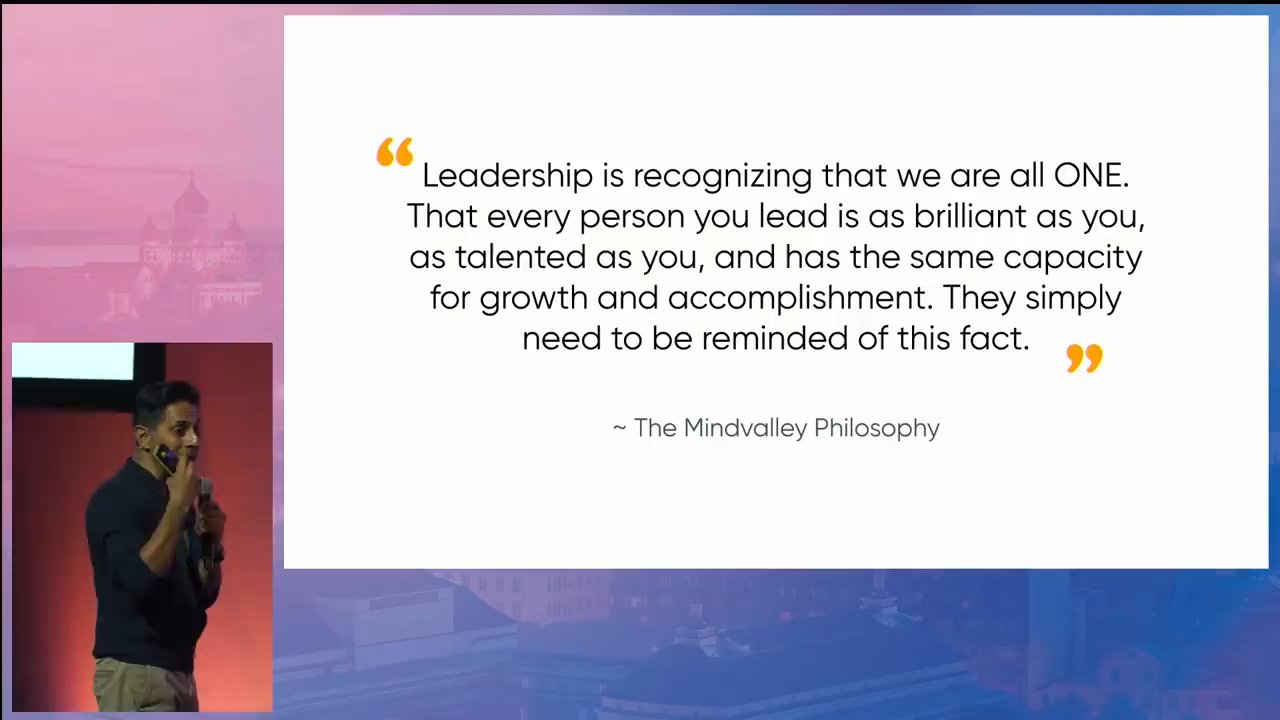 “ Leadership is recognizing that we are all ONE.
That every person you lead is as brilliant as you,
as talented as you, and has the same capacity
for growth and accomplishment. They simply
need to be reminded of this fact. ”
~ The Mindvalley Philosophy